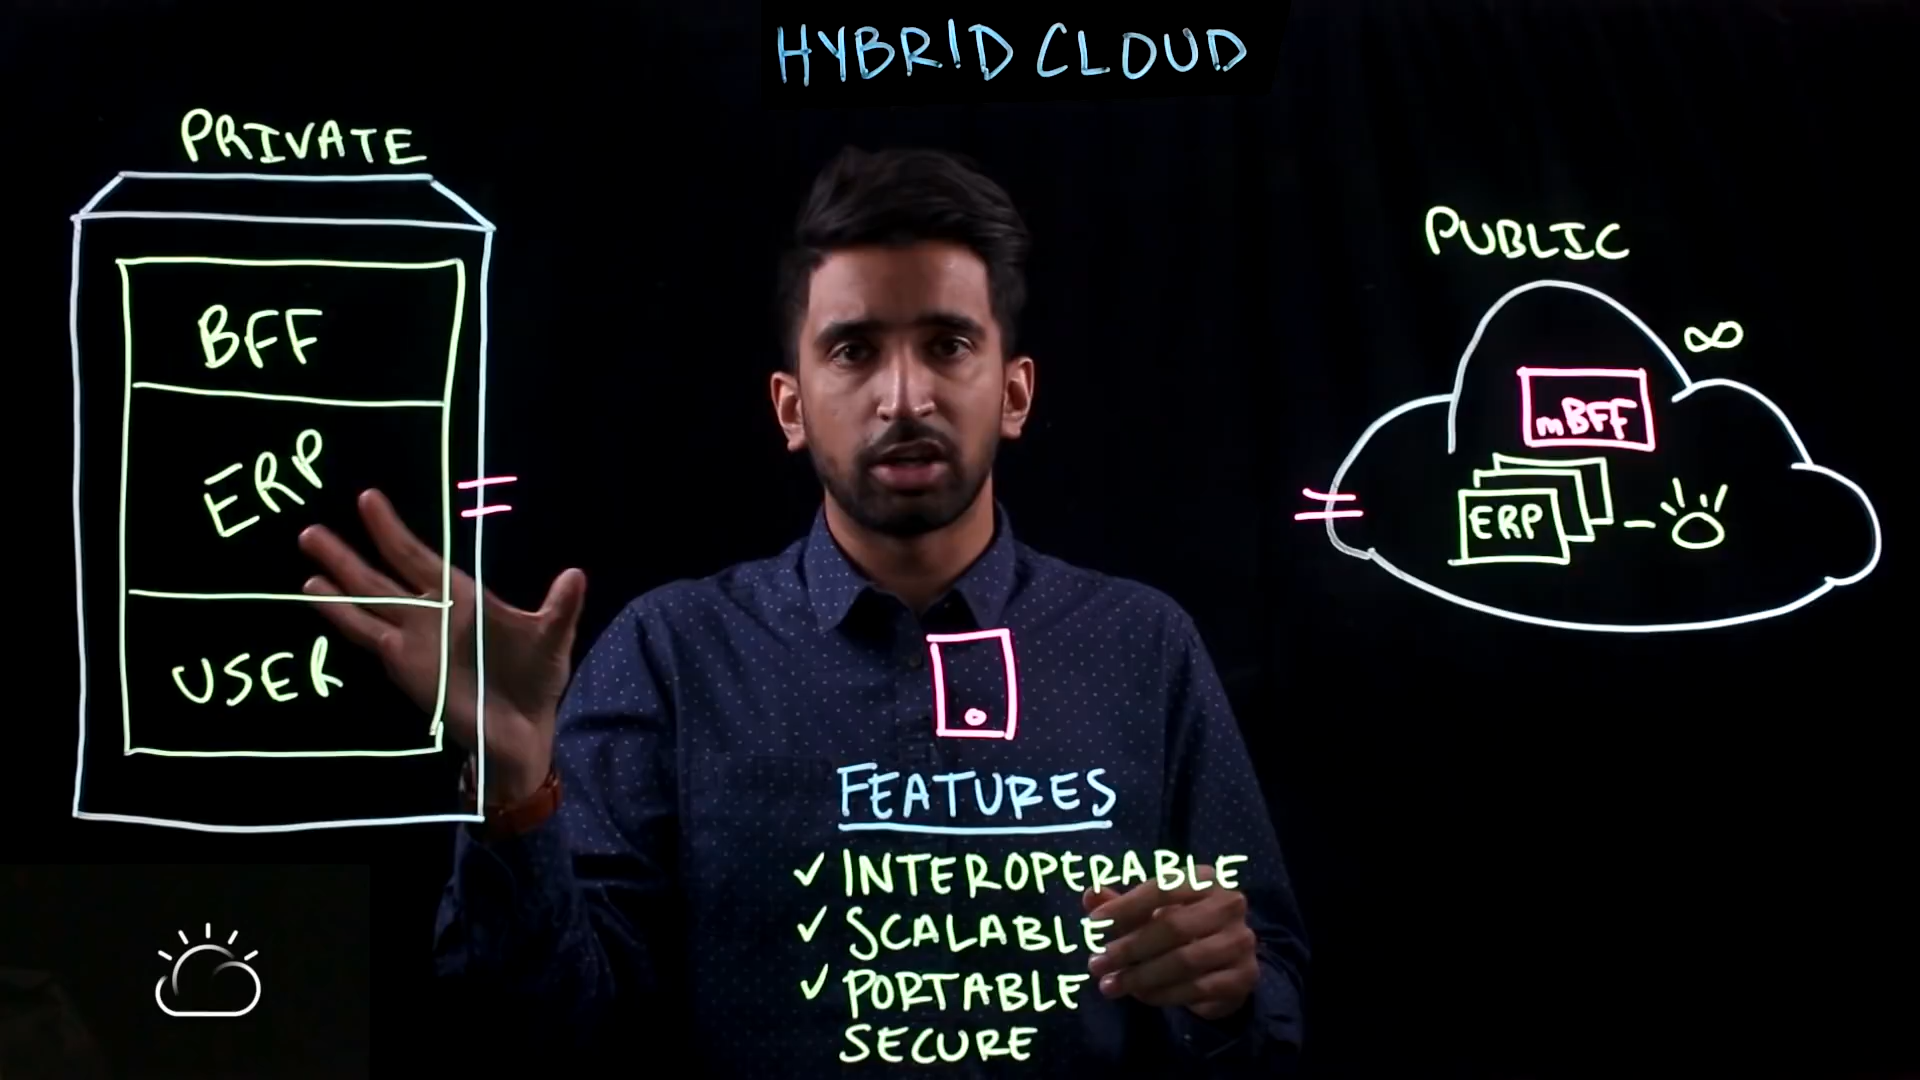 HYBRID CLOUD
PRIVATE
BFF
ERP
USER
PUBLIC
∞
mBFF
ERP
FEATURES
✓ INTEROPERABLE
✓ SCALABLE
✓ PORTABLE
SECURE